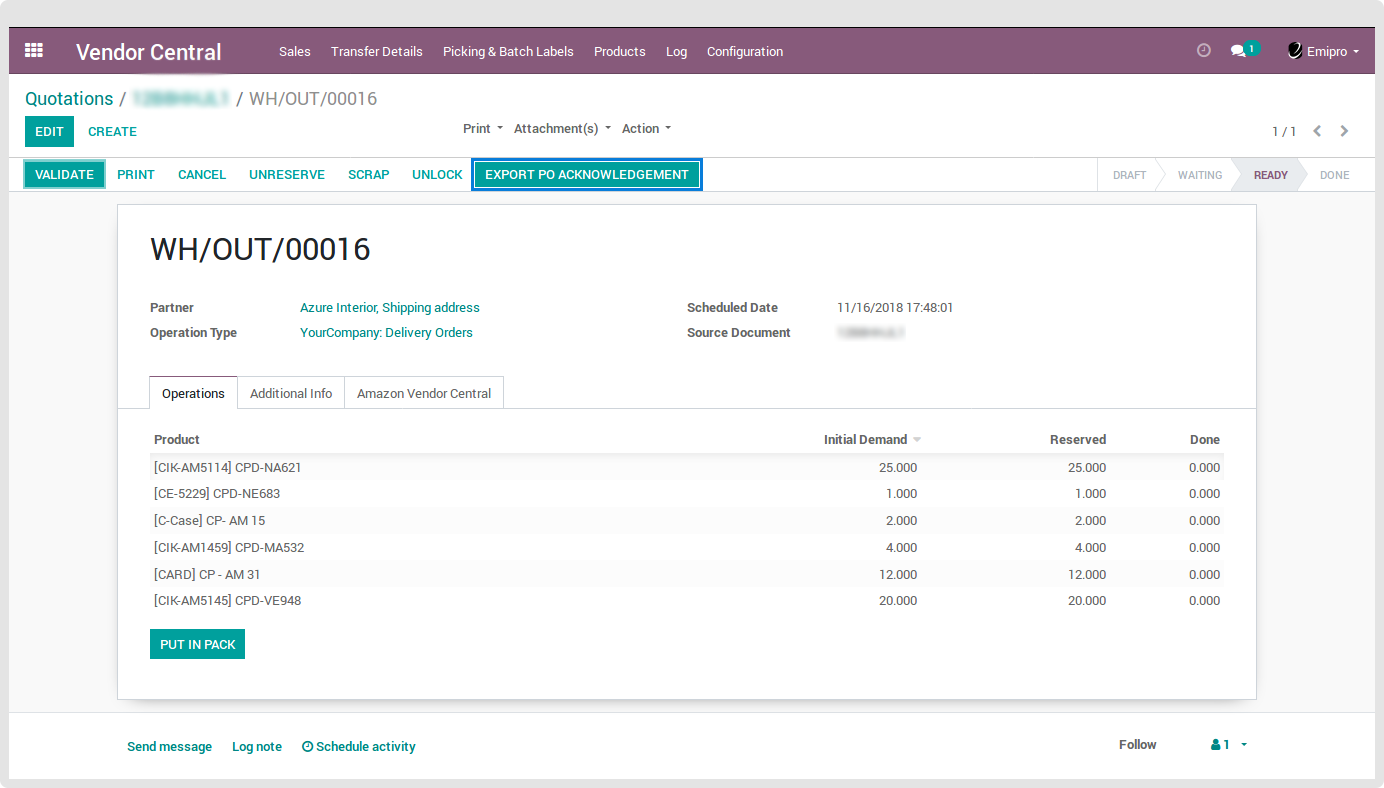 Vendor Central Sales Transfer Details Picking & Batch Labels Products Log Configuration 1 Emipro
Quotations / / WH/OUT/00016
EDIT CREATE Print Attachment(s) Action 1 / 1
VALIDATE PRINT CANCEL UNRESERVE SCRAP UNLOCK EXPORT PO ACKNOWLEDGEMENT DRAFT WAITING READY DONE
WH/OUT/00016
Partner Azure Interior, Shipping address Scheduled Date 11/16/2018 17:48:01
Operation Type YourCompany: Delivery Orders Source Document
Operations Additional Info Amazon Vendor Central
Product Initial Demand Reserved Done
[CIK-AM5114] CPD-NA621 25.000 25.000 0.000
[CE-5229] CPD-NE683 1.000 1.000 0.000
[C-Case] CP- AM 15 2.000 2.000 0.000
[CIK-AM1459] CPD-MA532 4.000 4.000 0.000
[CARD] CP - AM 31 12.000 12.000 0.000
[CIK-AM5145] CPD-VE948 20.000 20.000 0.000
PUT IN PACK
Send message Log note Schedule activity Follow 1